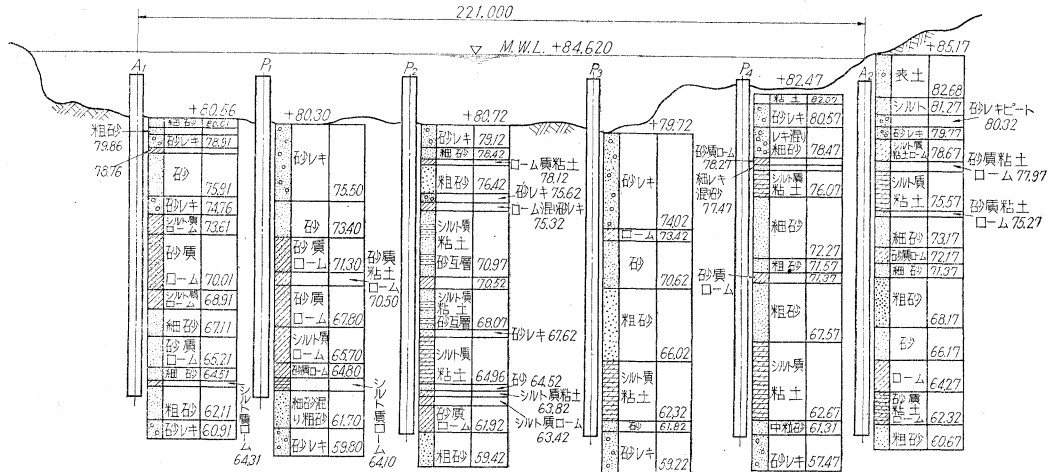 221.000
M.W.L. +84.620
A1
P1
P2
P3
P4
A2
+80.66
細砂 80.01
粗砂
79.86
砂レキ 78.91
78.76
砂 75.91
砂レキ 74.76
シルト質
ローム 73.61
砂質
ローム 70.01
シルト質
ローム 68.91
細砂 67.11
砂質
ローム 65.21
細砂 64.51
シルト質ローム
64.31
粗砂 62.11
砂レキ 60.91
+80.30
砂レキ
75.50
砂 73.40
砂質
ローム 71.30
砂質
粘土
ローム
70.50
砂質
ローム 67.80
シルト質
ローム 65.70
砂質ローム 64.80
シルト質ローム
64.10
細砂混
り粗砂 61.70
砂レキ 59.80
+80.72
砂レキ 79.12
細砂 78.42
ローム質粘土
78.12
粗砂 76.42
砂レキ 75.62
ローム混り砂レキ
75.32
シルト質
粘土
砂互層 70.97
70.52
シルト質
粘土
砂互層 68.07
砂レキ 67.62
シルト質
粘土 64.96
砂 64.52
シルト質粘土
63.82
シルト質ローム
63.42
砂質
ローム 61.92
粗砂 59.42
+79.72
砂レキ
74.02
ローム 73.42
砂
70.62
粗砂
66.02
シルト質
粘土 62.32
砂 61.82
砂レキ 59.22
+82.47
粘土 82.07
砂レキ 80.57
レキ混り
細砂 78.47
砂質ローム
78.27
細レキ
混砂
77.47
シルト質
粘土 76.07
細砂
72.27
粗砂 71.57
71.37
砂質
ローム
粗砂
67.57
シルト質
粘土
62.67
中粒砂 61.31
砂レキ 57.47
+85.17
表土
82.68
シルト 81.27
砂レキピート
80.32
砂レキ 79.77
シルト質
粘土ローム 78.67
砂質粘土
ローム 77.97
シルト質
粘土 75.57
砂質粘土
ローム 75.27
細砂 73.17
砂質ローム 72.17
細砂 71.37
粗砂
68.17
砂
66.17
ローム 64.27
砂質
粘土
ローム 62.32
粗砂 60.67